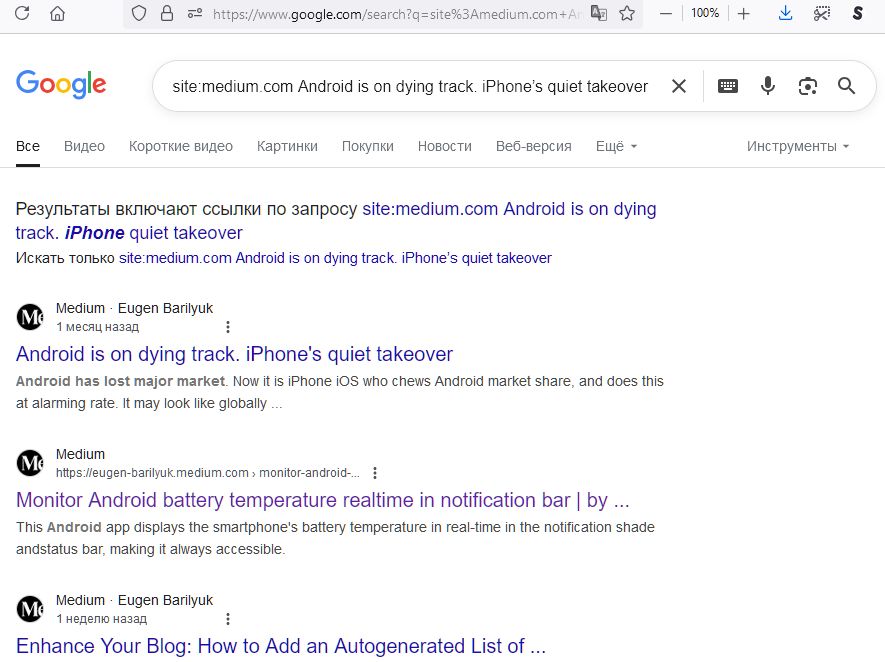 https://www.google.com/search?q=site%3Amedium.com+Ar
100%
S
Google
site:medium.com Android is on dying track. iPhone’s quiet takeover
Все Видео Короткие видео Картинки Покупки Новости Веб-версия Ещё Инструменты
Результаты включают ссылки по запросу site:medium.com Android is on dying
track. iPhone quiet takeover
Искать только site:medium.com Android is on dying track. iPhone’s quiet takeover
Medium · Eugen Barilyuk
1 месяц назад
Android is on dying track. iPhone's quiet takeover
Android has lost major market. Now it is iPhone iOS who chews Android market share, and does this
at alarming rate. It may look like globally ...
Medium
https://eugen-barilyuk.medium.com › monitor-android-...
Monitor Android battery temperature realtime in notification bar | by ...
This Android app displays the smartphone's battery temperature in real-time in the notification shade
andstatus bar, making it always accessible.
Medium · Eugen Barilyuk
1 неделю назад
Enhance Your Blog: How to Add an Autogenerated List of ...